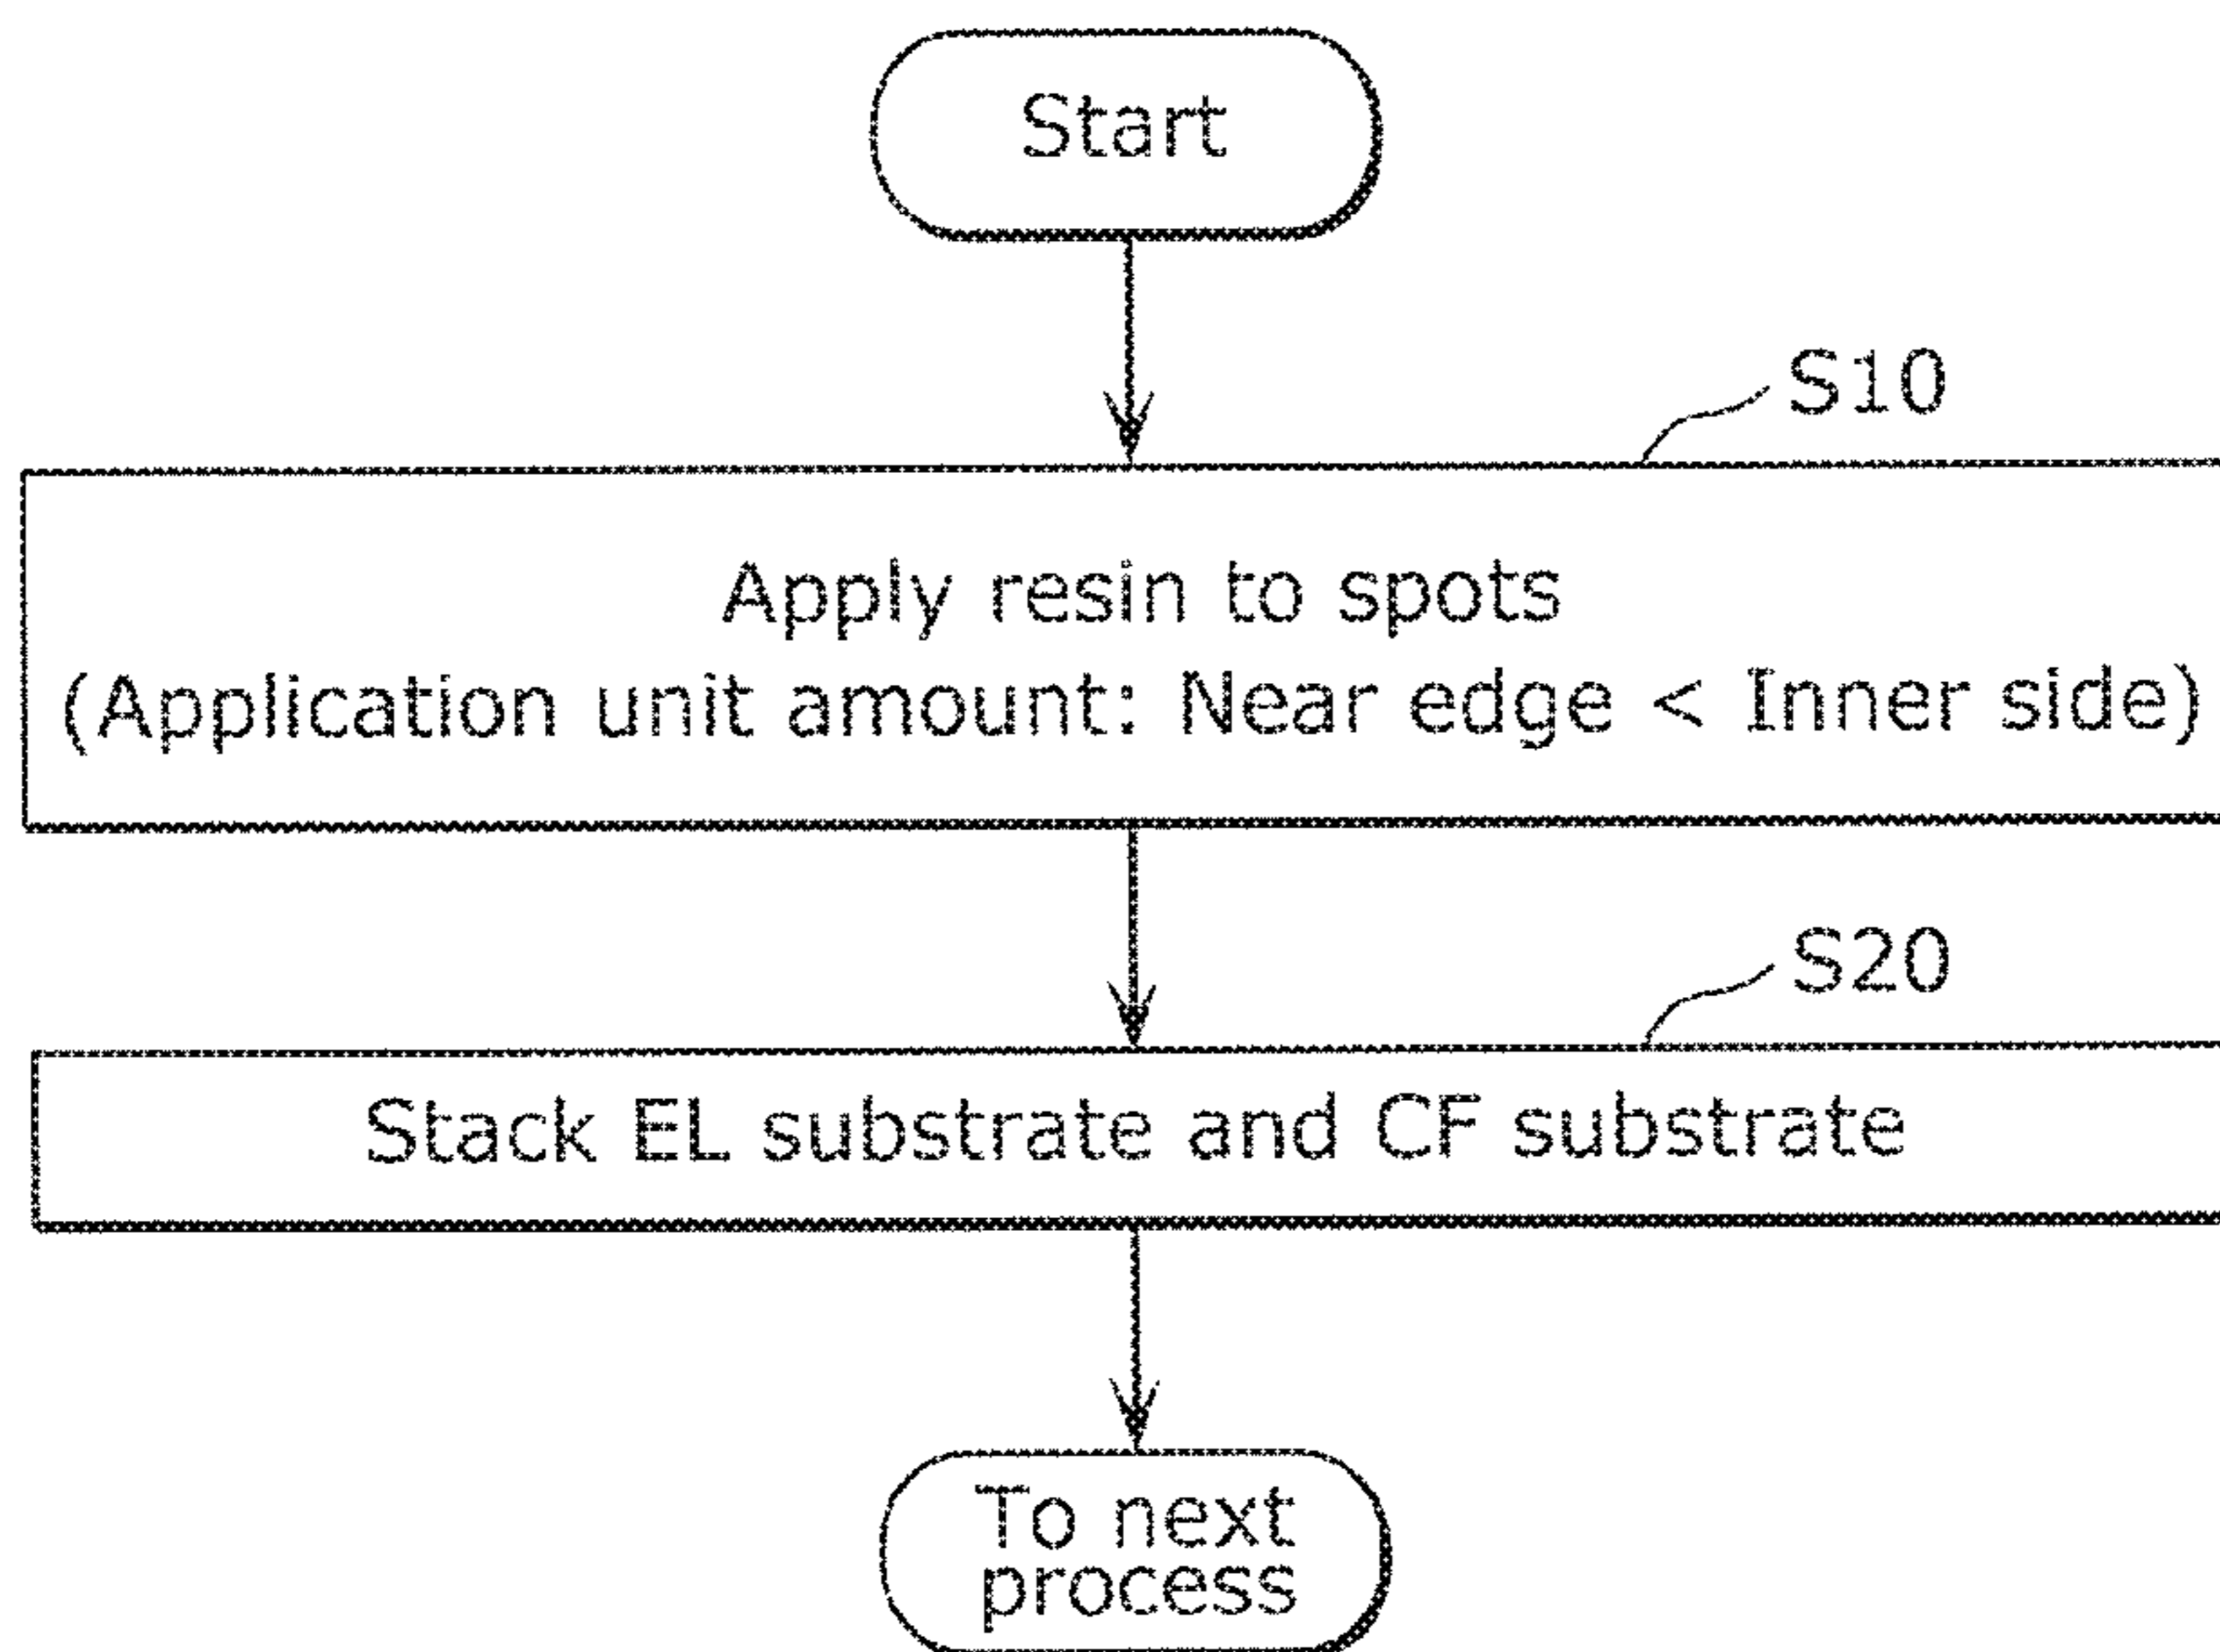 Start
S10
Apply resin to spots
(Application unit amount: Near edge < Inner side)
S20
Stack EL substrate and CF substrate
To next
process